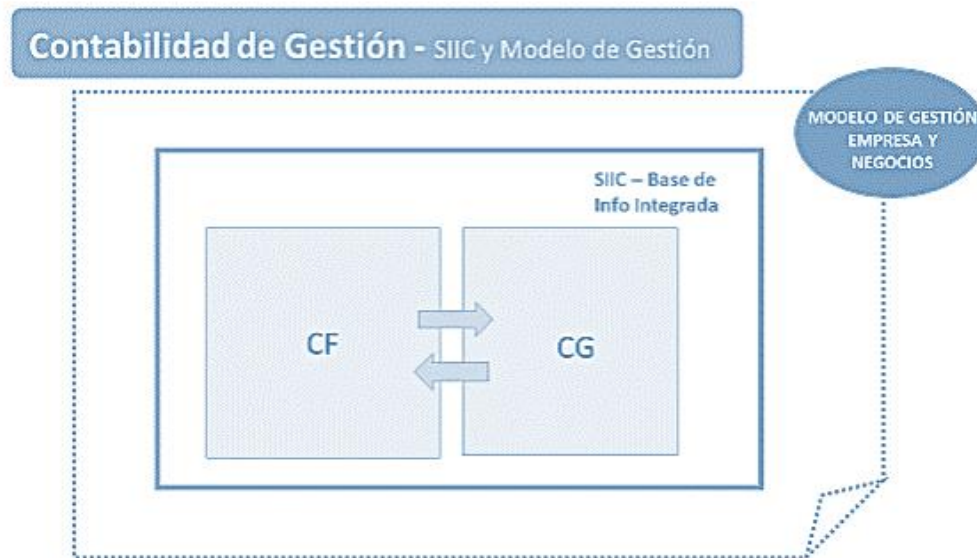 Contabilidad de Gestión - SIIC y Modelo de Gestión
MODELO DE GESTIÓN
EMPRESA Y
NEGOCIOS
SIIC – Base de
Info Integrada
CF
CG